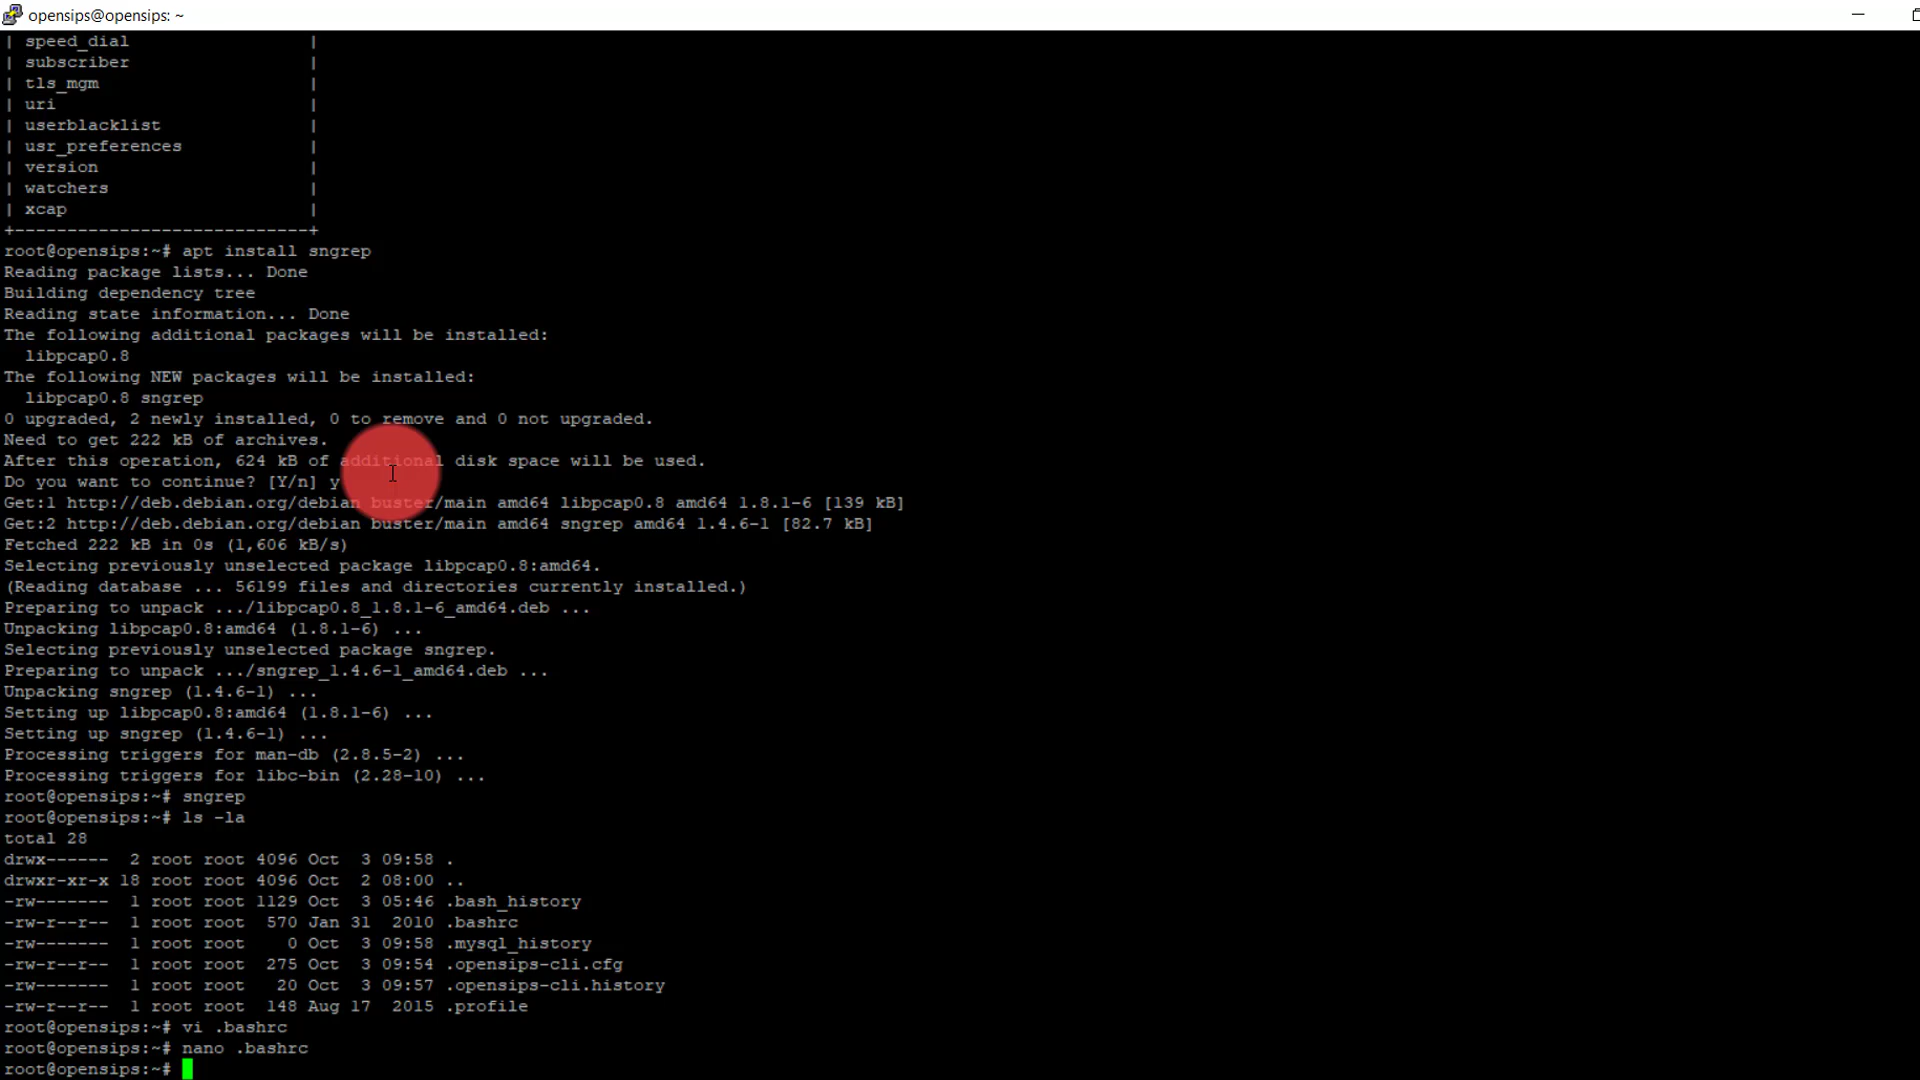 opensips@opensips: ~
| speed_dial |
| subscriber |
| tls_mgm |
| uri |
| userblacklist |
| usr_preferences |
| version |
| watchers |
| xcap |
+----------------------------+
root@opensips:~# apt install sngrep
Reading package lists... Done
Building dependency tree
Reading state information... Done
The following additional packages will be installed:
libpcap0.8
The following NEW packages will be installed:
libpcap0.8 sngrep
0 upgraded, 2 newly installed, 0 to remove and 0 not upgraded.
Need to get 222 kB of archives.
After this operation, 624 kB of additional disk space will be used.
Do you want to continue? [Y/n] y
Get:1 http://deb.debian.org/debian buster/main amd64 libpcap0.8 amd64 1.8.1-6 [139 kB]
Get:2 http://deb.debian.org/debian buster/main amd64 sngrep amd64 1.4.6-1 [82.7 kB]
Fetched 222 kB in 0s (1,606 kB/s)
Selecting previously unselected package libpcap0.8:amd64.
(Reading database ... 56199 files and directories currently installed.)
Preparing to unpack .../libpcap0.8_1.8.1-6_amd64.deb ...
Unpacking libpcap0.8:amd64 (1.8.1-6) ...
Selecting previously unselected package sngrep.
Preparing to unpack .../sngrep_1.4.6-1_amd64.deb ...
Unpacking sngrep (1.4.6-1) ...
Setting up libpcap0.8:amd64 (1.8.1-6) ...
Setting up sngrep (1.4.6-1) ...
Processing triggers for man-db (2.8.5-2) ...
Processing triggers for libc-bin (2.28-10) ...
root@opensips:~# sngrep
root@opensips:~# ls -la
total 28
drwx------ 2 root root 4096 Oct 3 09:58 .
drwxr-xr-x 18 root root 4096 Oct 2 08:00 ..
-rw------- 1 root root 1129 Oct 3 05:46 .bash_history
-rw-r--r-- 1 root root 570 Jan 31 2010 .bashrc
-rw------- 1 root root 0 Oct 3 09:58 .mysql_history
-rw-r--r-- 1 root root 275 Oct 3 09:54 .opensips-cli.cfg
-rw------- 1 root root 20 Oct 3 09:57 .opensips-cli.history
-rw-r--r-- 1 root root 148 Aug 17 2015 .profile
root@opensips:~# vi .bashrc
root@opensips:~# nano .bashrc
root@opensips:~#